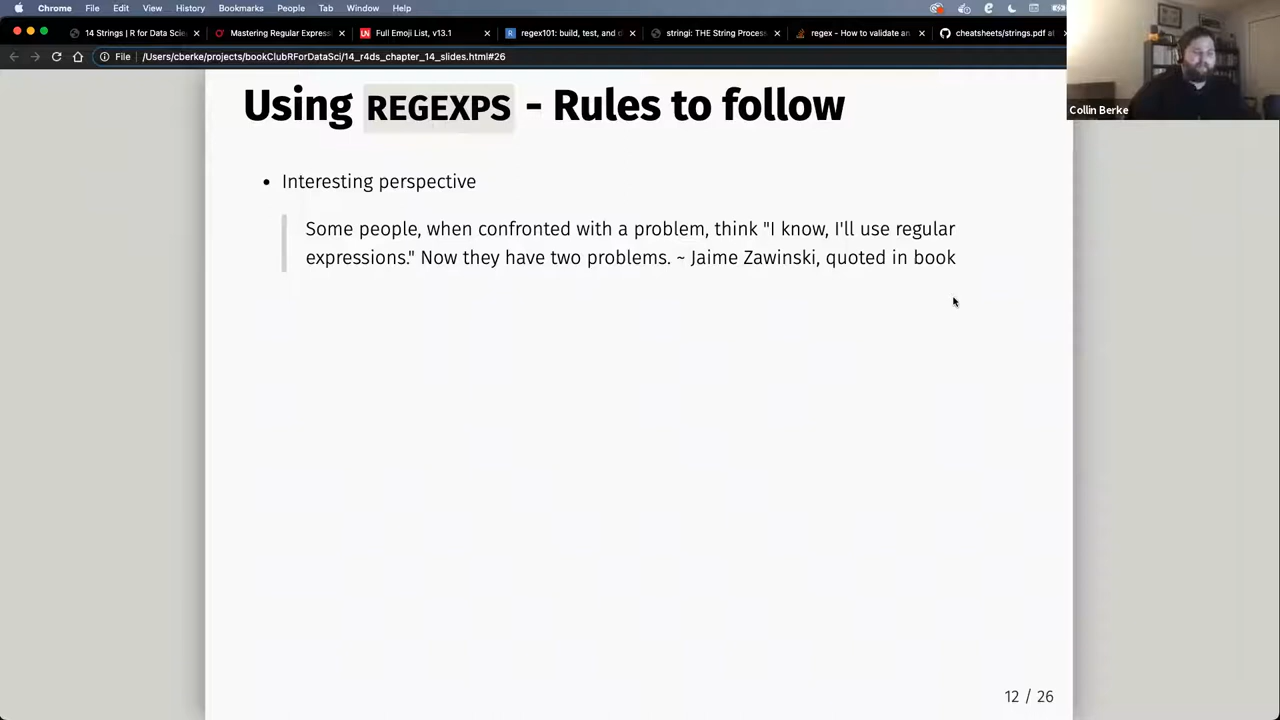 Chrome File Edit View History Bookmarks People Tab Window Help
14 Strings | R for Data Scie
Mastering Regular Express
Full Emoji List, v13.1
regex101: build, test, and d
stringi: THE String Process
regex - How to validate an
cheatsheets/strings.pdf at
File /Users/cberke/projects/bookClubRForDataSci/14_r4ds_chapter_14_slides.html#26
Collin Berke
Using REGEXPS - Rules to follow
• Interesting perspective
Some people, when confronted with a problem, think "I know, I'll use regular
expressions." Now they have two problems. ~ Jaime Zawinski, quoted in book
12 / 26